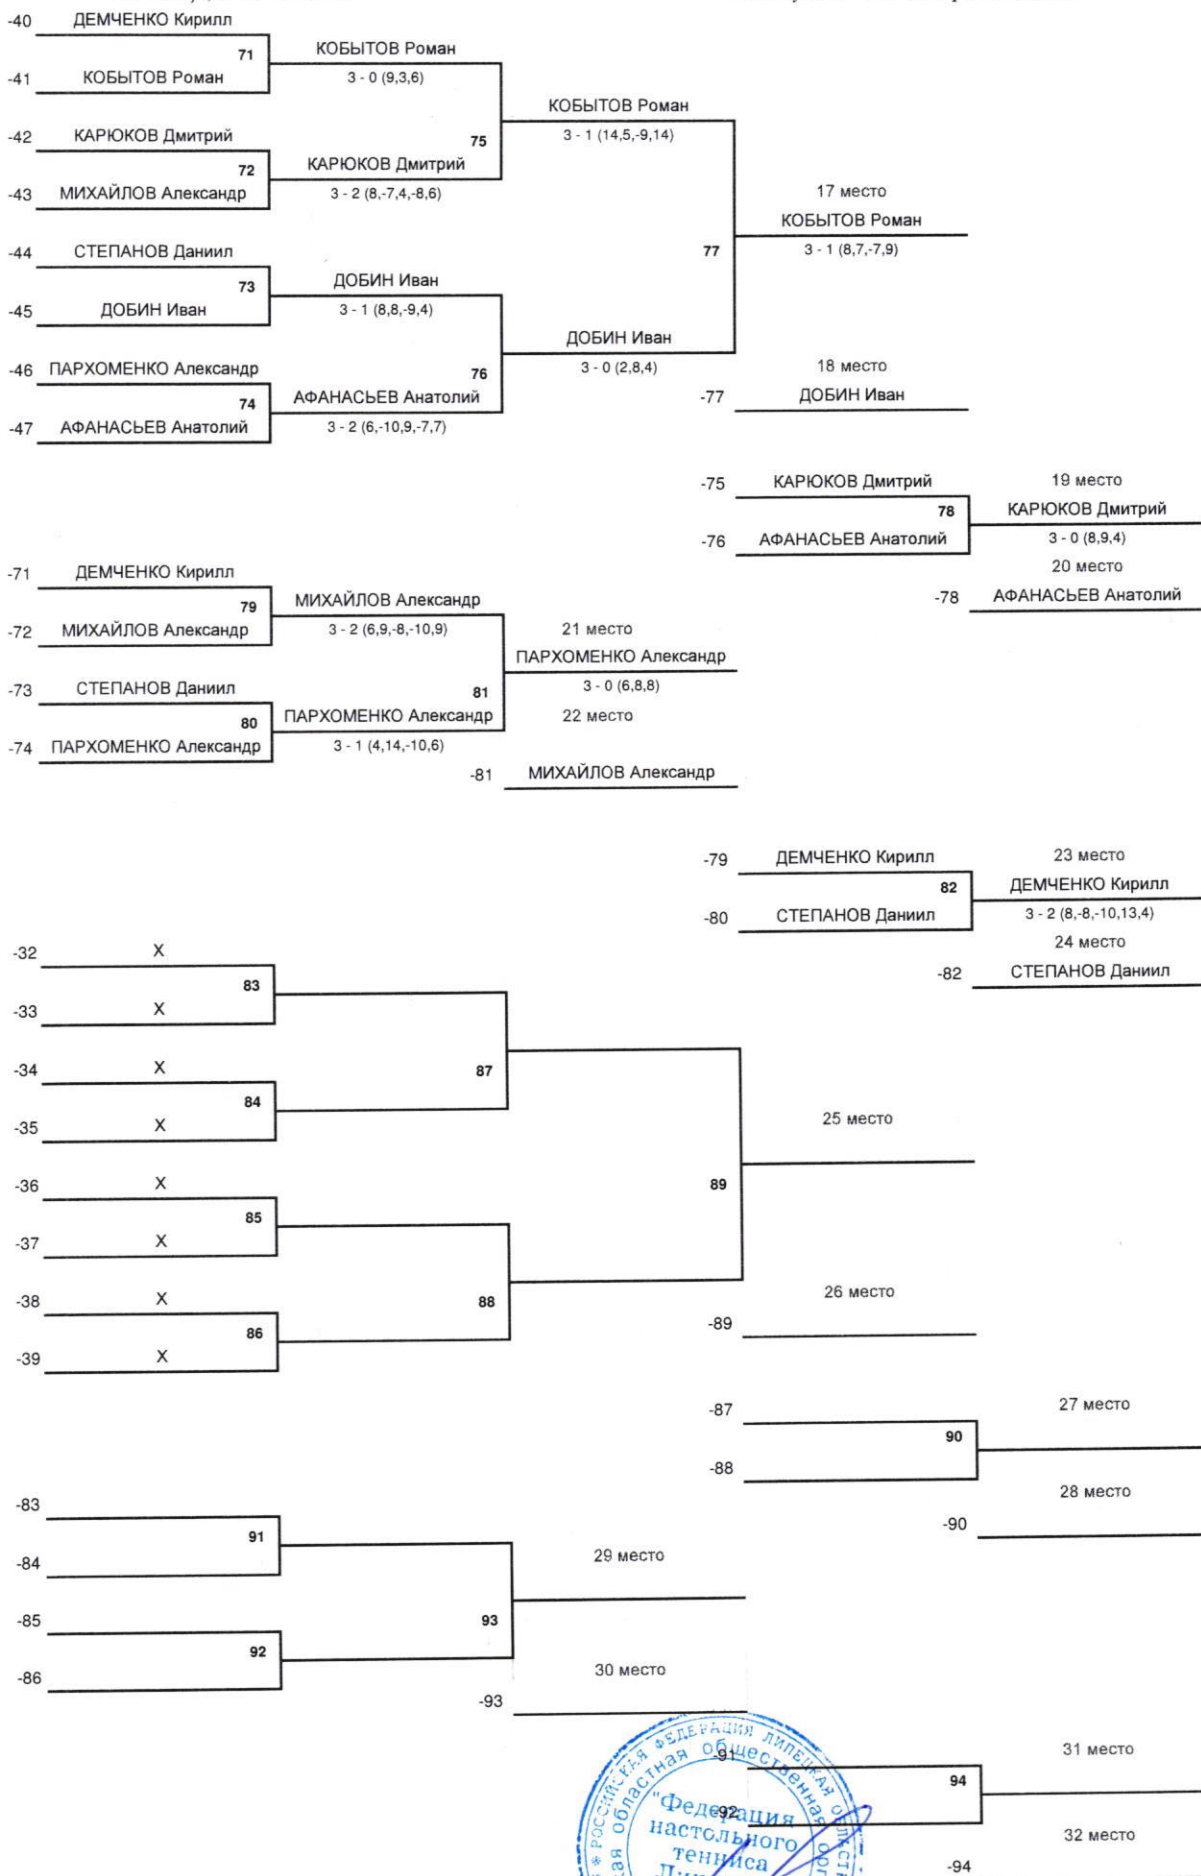 -40 ДЕМЧЕНКО Кирилл
71 КОБЫТОВ Роман
-41 КОБЫТОВ Роман 3 - 0 (9,3,6)
КОБЫТОВ Роман
-42 КАРЮКОВ Дмитрий 75 3 - 1 (14,5,-9,14)
72 КАРЮКОВ Дмитрий
-43 МИХАЙЛОВ Александр 3 - 2 (8,-7,4,-8,6) 17 место
КОБЫТОВ Роман
-44 СТЕПАНОВ Даниил 77 3 - 1 (8,7,-7,9)
73 ДОБИН Иван
-45 ДОБИН Иван 3 - 1 (8,8,-9,4)
ДОБИН Иван
-46 ПАРХОМЕНКО Александр 76 3 - 0 (2,8,4) 18 место
74 АФАНАСЬЕВ Анатолий -77 ДОБИН Иван
-47 АФАНАСЬЕВ Анатолий 3 - 2 (6,-10,9,-7,7)
-75 КАРЮКОВ Дмитрий 19 место
78 КАРЮКОВ Дмитрий
-76 АФАНАСЬЕВ Анатолий 3 - 0 (8,9,4)
20 место
-71 ДЕМЧЕНКО Кирилл
79 МИХАЙЛОВ Александр -78 АФАНАСЬЕВ Анатолий
-72 МИХАЙЛОВ Александр 3 - 2 (6,9,-8,-10,9) 21 место
ПАРХОМЕНКО Александр
-73 СТЕПАНОВ Даниил 81 3 - 0 (6,8,8)
80 ПАРХОМЕНКО Александр 22 место
-74 ПАРХОМЕНКО Александр 3 - 1 (4,14,-10,6)
-81 МИХАЙЛОВ Александр
-79 ДЕМЧЕНКО Кирилл 23 место
82 ДЕМЧЕНКО Кирилл
-80 СТЕПАНОВ Даниил 3 - 2 (8,-8,-10,13,4)
24 место
-82 СТЕПАНОВ Даниил
-32 X
83
-33 X
-34 X
87
84
-35 X
25 место
-36 X
89
85
-37 X
-38 X
88
26 место
86
-89
-39 X
-87 27 место
90
-88
28 место
-83
-90
91
29 место
-84
-85
93
92
30 место
-86
-93
-91 31 место
94
-92
32 место
-94
РОССИЙСКАЯ ФЕДЕРАЦИЯ ЛИПЕЦКАЯ
областная общественная
"Федерация
настольного
тенниса